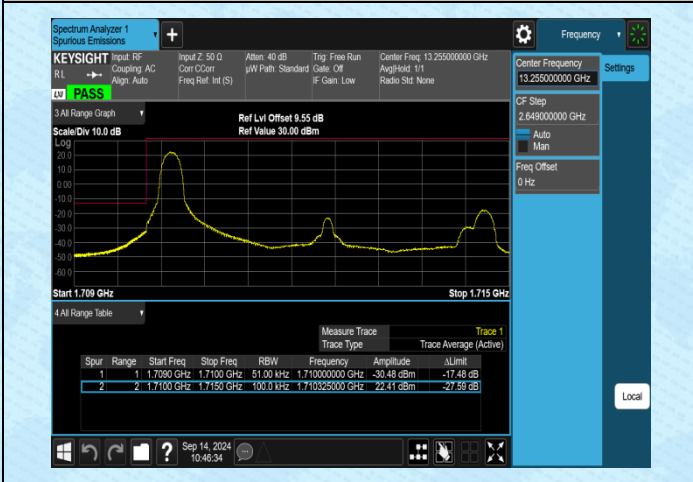 Spectrum Analyzer 1
Spurious Emissions
+
Frequency
KEYSIGHT Input: RF Input Z: 50 Ω Atten: 40 dB Trig: Free Run Center Freq: 13.255000000 GHz
RL Coupling: AC Corr CCorr µW Path: Standard Gate: Off Avg|Hold: 1/1
Align: Auto Freq Ref: Int (S) IF Gain: Low Radio Std: None
LXI PASS
Center Frequency
13.255000000 GHz
Settings
CF Step
2.649000000 GHz
Auto
Man
Freq Offset
0 Hz
3 All Range Graph
Ref Lvl Offset 9.55 dB
Scale/Div 10.0 dB Ref Value 30.00 dBm
Log
20.0
10.0
0.00
-10.0
-20.0
-30.0
-40.0
-50.0
-60.0
Start 1.709 GHz Stop 1.715 GHz
4 All Range Table
Measure Trace Trace 1
Trace Type Trace Average (Active)
Spur Range Start Freq Stop Freq RBW Frequency Amplitude ΔLimit
1 1 1.7090 GHz 1.7100 GHz 51.00 kHz 1.710000000 GHz -30.48 dBm -17.48 dB
2 2 1.7100 GHz 1.7150 GHz 100.0 kHz 1.710325000 GHz 22.41 dBm -27.59 dB
Local
? Sep 14, 2024
10:46:34